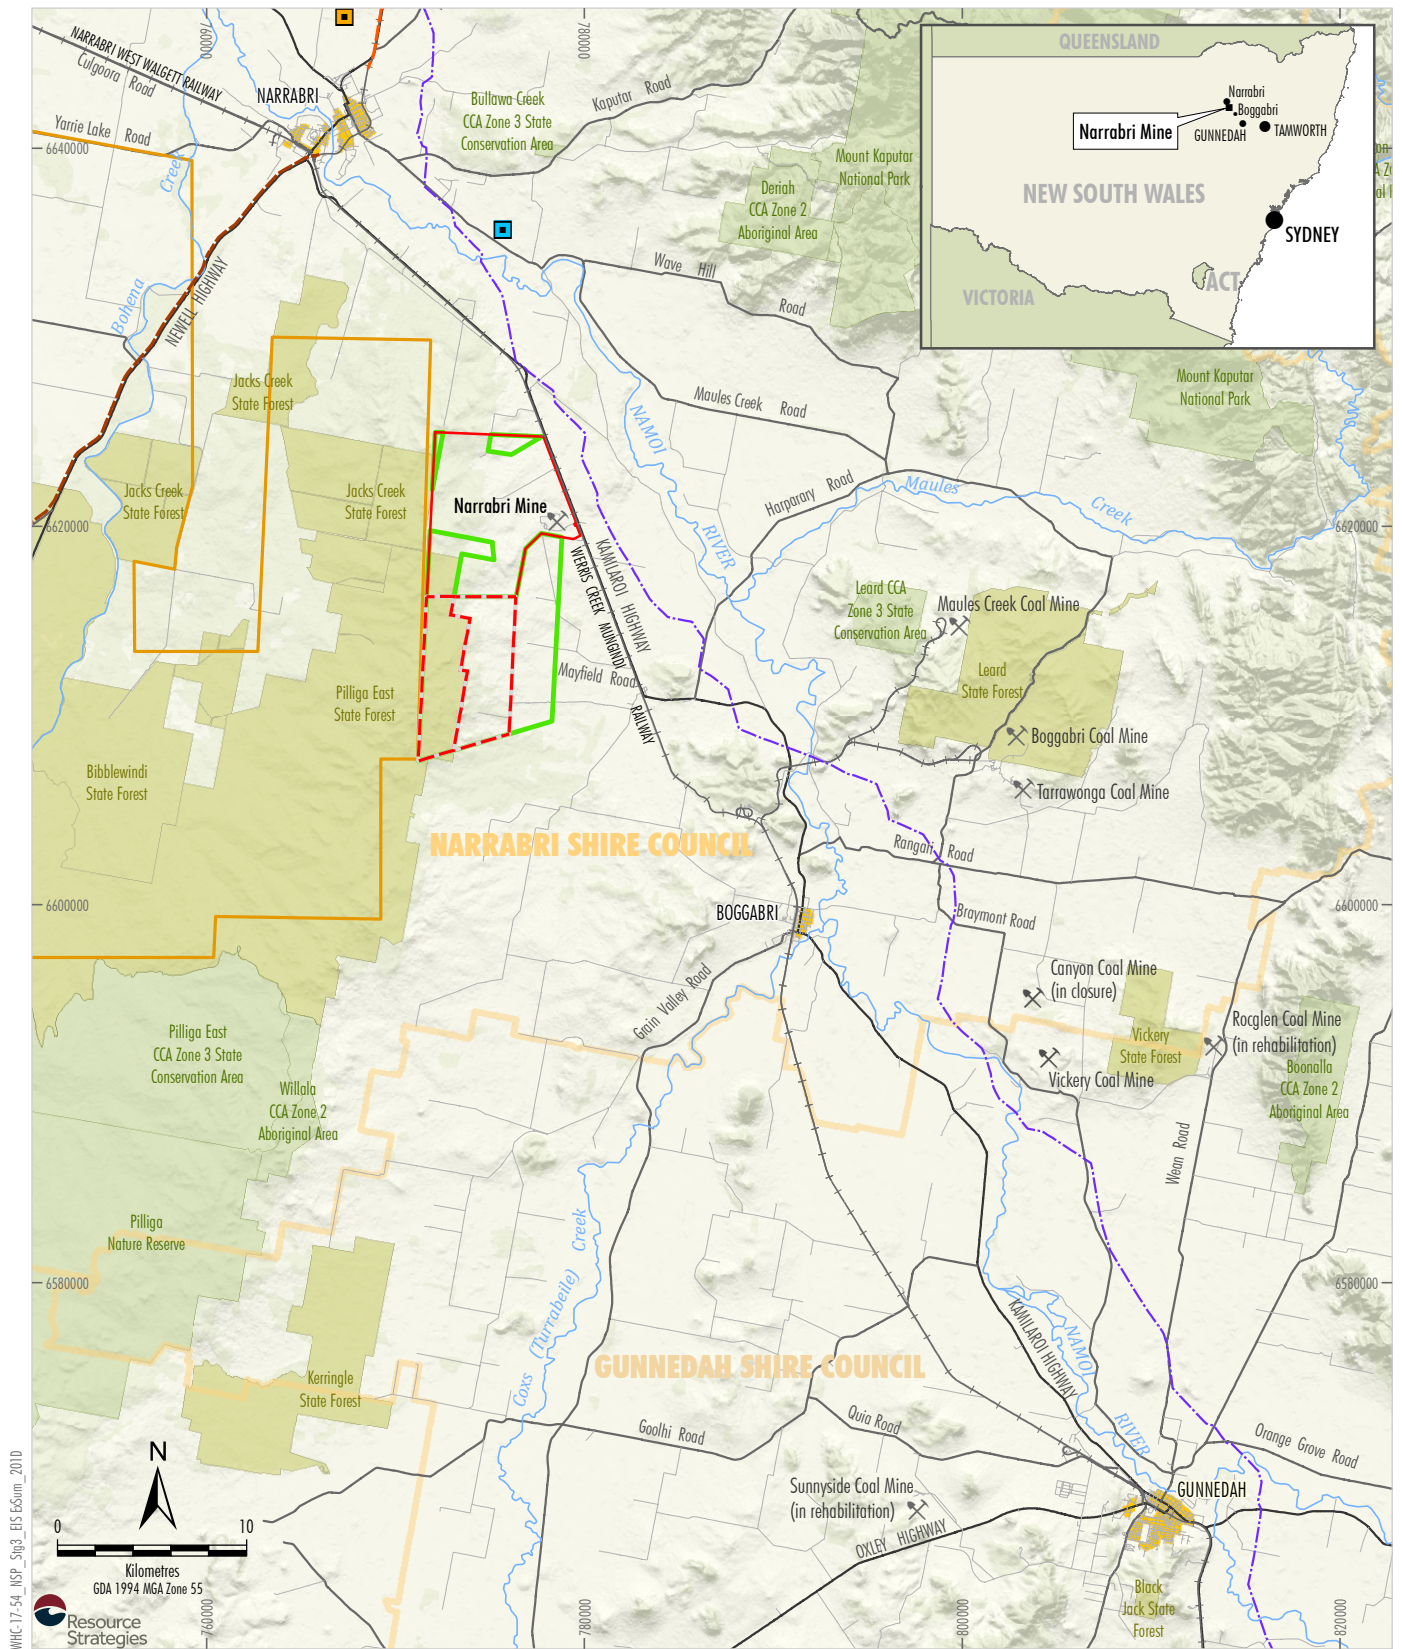 760000
780000
QUEENSLAND
Narrabri
Boggabri
Narrabri Mine
GUNNEDAH
TAMWORTH
NEW SOUTH WALES
SYDNEY
ACT
VICTORIA
NARRABRI WEST WALGETT RAILWAY
Culgoora Road
NARRABRI
Yarrie Lake Road
6640000
Creek
Bohena
NEWELL HIGHWAY
Bullawa Creek
CCA Zone 3 State
Conservation Area
Kaputar Road
Mount Kaputar
National Park
Deriah
CCA Zone 2
Aboriginal Area
Wave Hill
Road
Mount Kaputar
National Park
Jacks Creek
State Forest
Maules Creek Road
NAMOI
RIVER
Jacks Creek
State Forest
Jacks Creek
State Forest
Narrabri Mine
Harparary Road
Maules
Creek
6620000
6620000
KAMILAROI HIGHWAY
WERRIS CREEK MUNGINDI
RAILWAY
Leard CCA
Zone 3 State
Conservation Area
Maules Creek Coal Mine
Leard
State Forest
Mayfield Road
Pilliga East
State Forest
Boggabri Coal Mine
Tarrawonga Coal Mine
Bibblewindi
State Forest
NARRABRI SHIRE COUNCIL
Rangari Road
6600000
6600000
BOGGABRI
Braymont Road
Grain Valley Road
Canyon Coal Mine
(in closure)
Rocglen Coal Mine
(in rehabilitation)
Vickery
State Forest
Vickery Coal Mine
Boonalla
CCA Zone 2
Aboriginal Area
Pilliga East
CCA Zone 3 State
Conservation Area
Willala
CCA Zone 2
Aboriginal Area
Wean Road
Pilliga
Nature Reserve
6580000
6580000
Coxs (Turrabeile) Creek
KAMILAROI HIGHWAY
NAMOI
RIVER
GUNNEDAH SHIRE COUNCIL
Kerringle
State Forest
Goolhi Road
Quia Road
Orange Grove Road
Sunnyside Coal Mine
(in rehabilitation)
OXLEY HIGHWAY
GUNNEDAH
Black
Jack State
Forest
N
0 10
Kilometres
GDA 1994 MGA Zone 55
Resource
Strategies
WHC-17-54_NSP_Stg3_EIS ExSum_201D
760000
780000
800000
820000